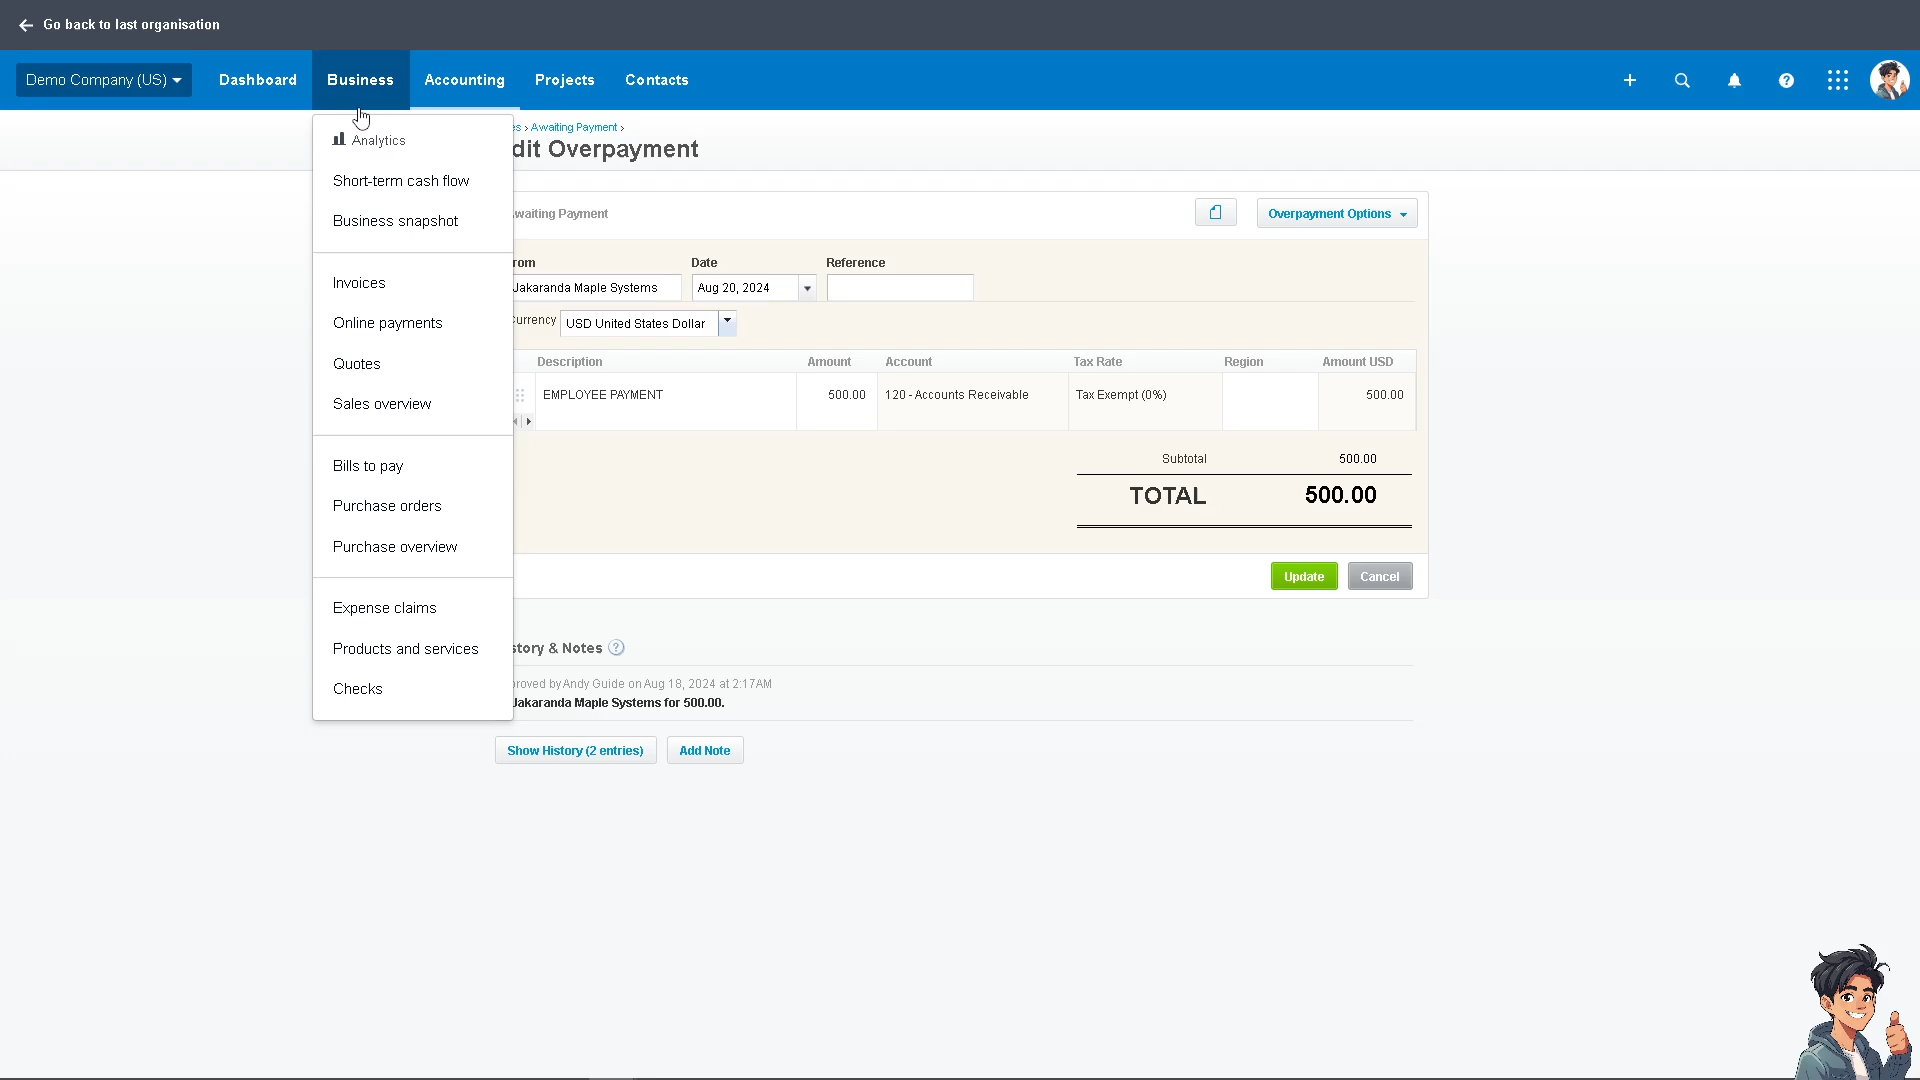 Go back to last organisation
Demo Company (US) Dashboard Business Accounting Projects Contacts
Analytics
Short-term cash flow
Business snapshot
Invoices
Online payments
Quotes
Sales overview
Bills to pay
Purchase orders
Purchase overview
Expense claims
Products and services
Checks
es › Awaiting Payment ›
dit Overpayment
waiting Payment
Overpayment Options
rom Date Reference
Jakaranda Maple Systems Aug 20, 2024
urrency USD United States Dollar
Description Amount Account Tax Rate Region Amount USD
EMPLOYEE PAYMENT 500.00 120 - Accounts Receivable Tax Exempt (0%) 500.00
Subtotal 500.00
TOTAL 500.00
Update Cancel
story & Notes ?
proved by Andy Guide on Aug 18, 2024 at 2:17AM
Jakaranda Maple Systems for 500.00.
Show History (2 entries) Add Note